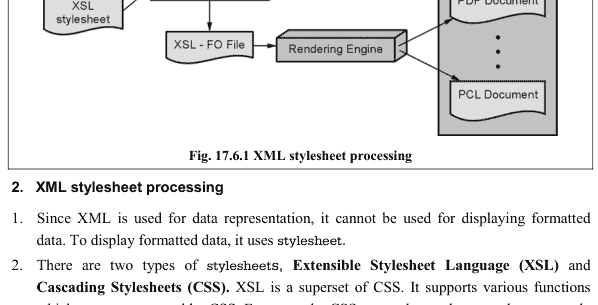 PDF Document
XSL
stylesheet
XSL - FO File
Rendering Engine
PCL Document
Fig. 17.6.1 XML stylesheet processing
2. XML stylesheet processing
1. Since XML is used for data representation, it cannot be used for displaying formatted
data. To display formatted data, it uses stylesheet.
2. There are two types of stylesheets, Extensible Stylesheet Language (XSL) and
Cascading Stylesheets (CSS). XSL is a superset of CSS. It supports various functions